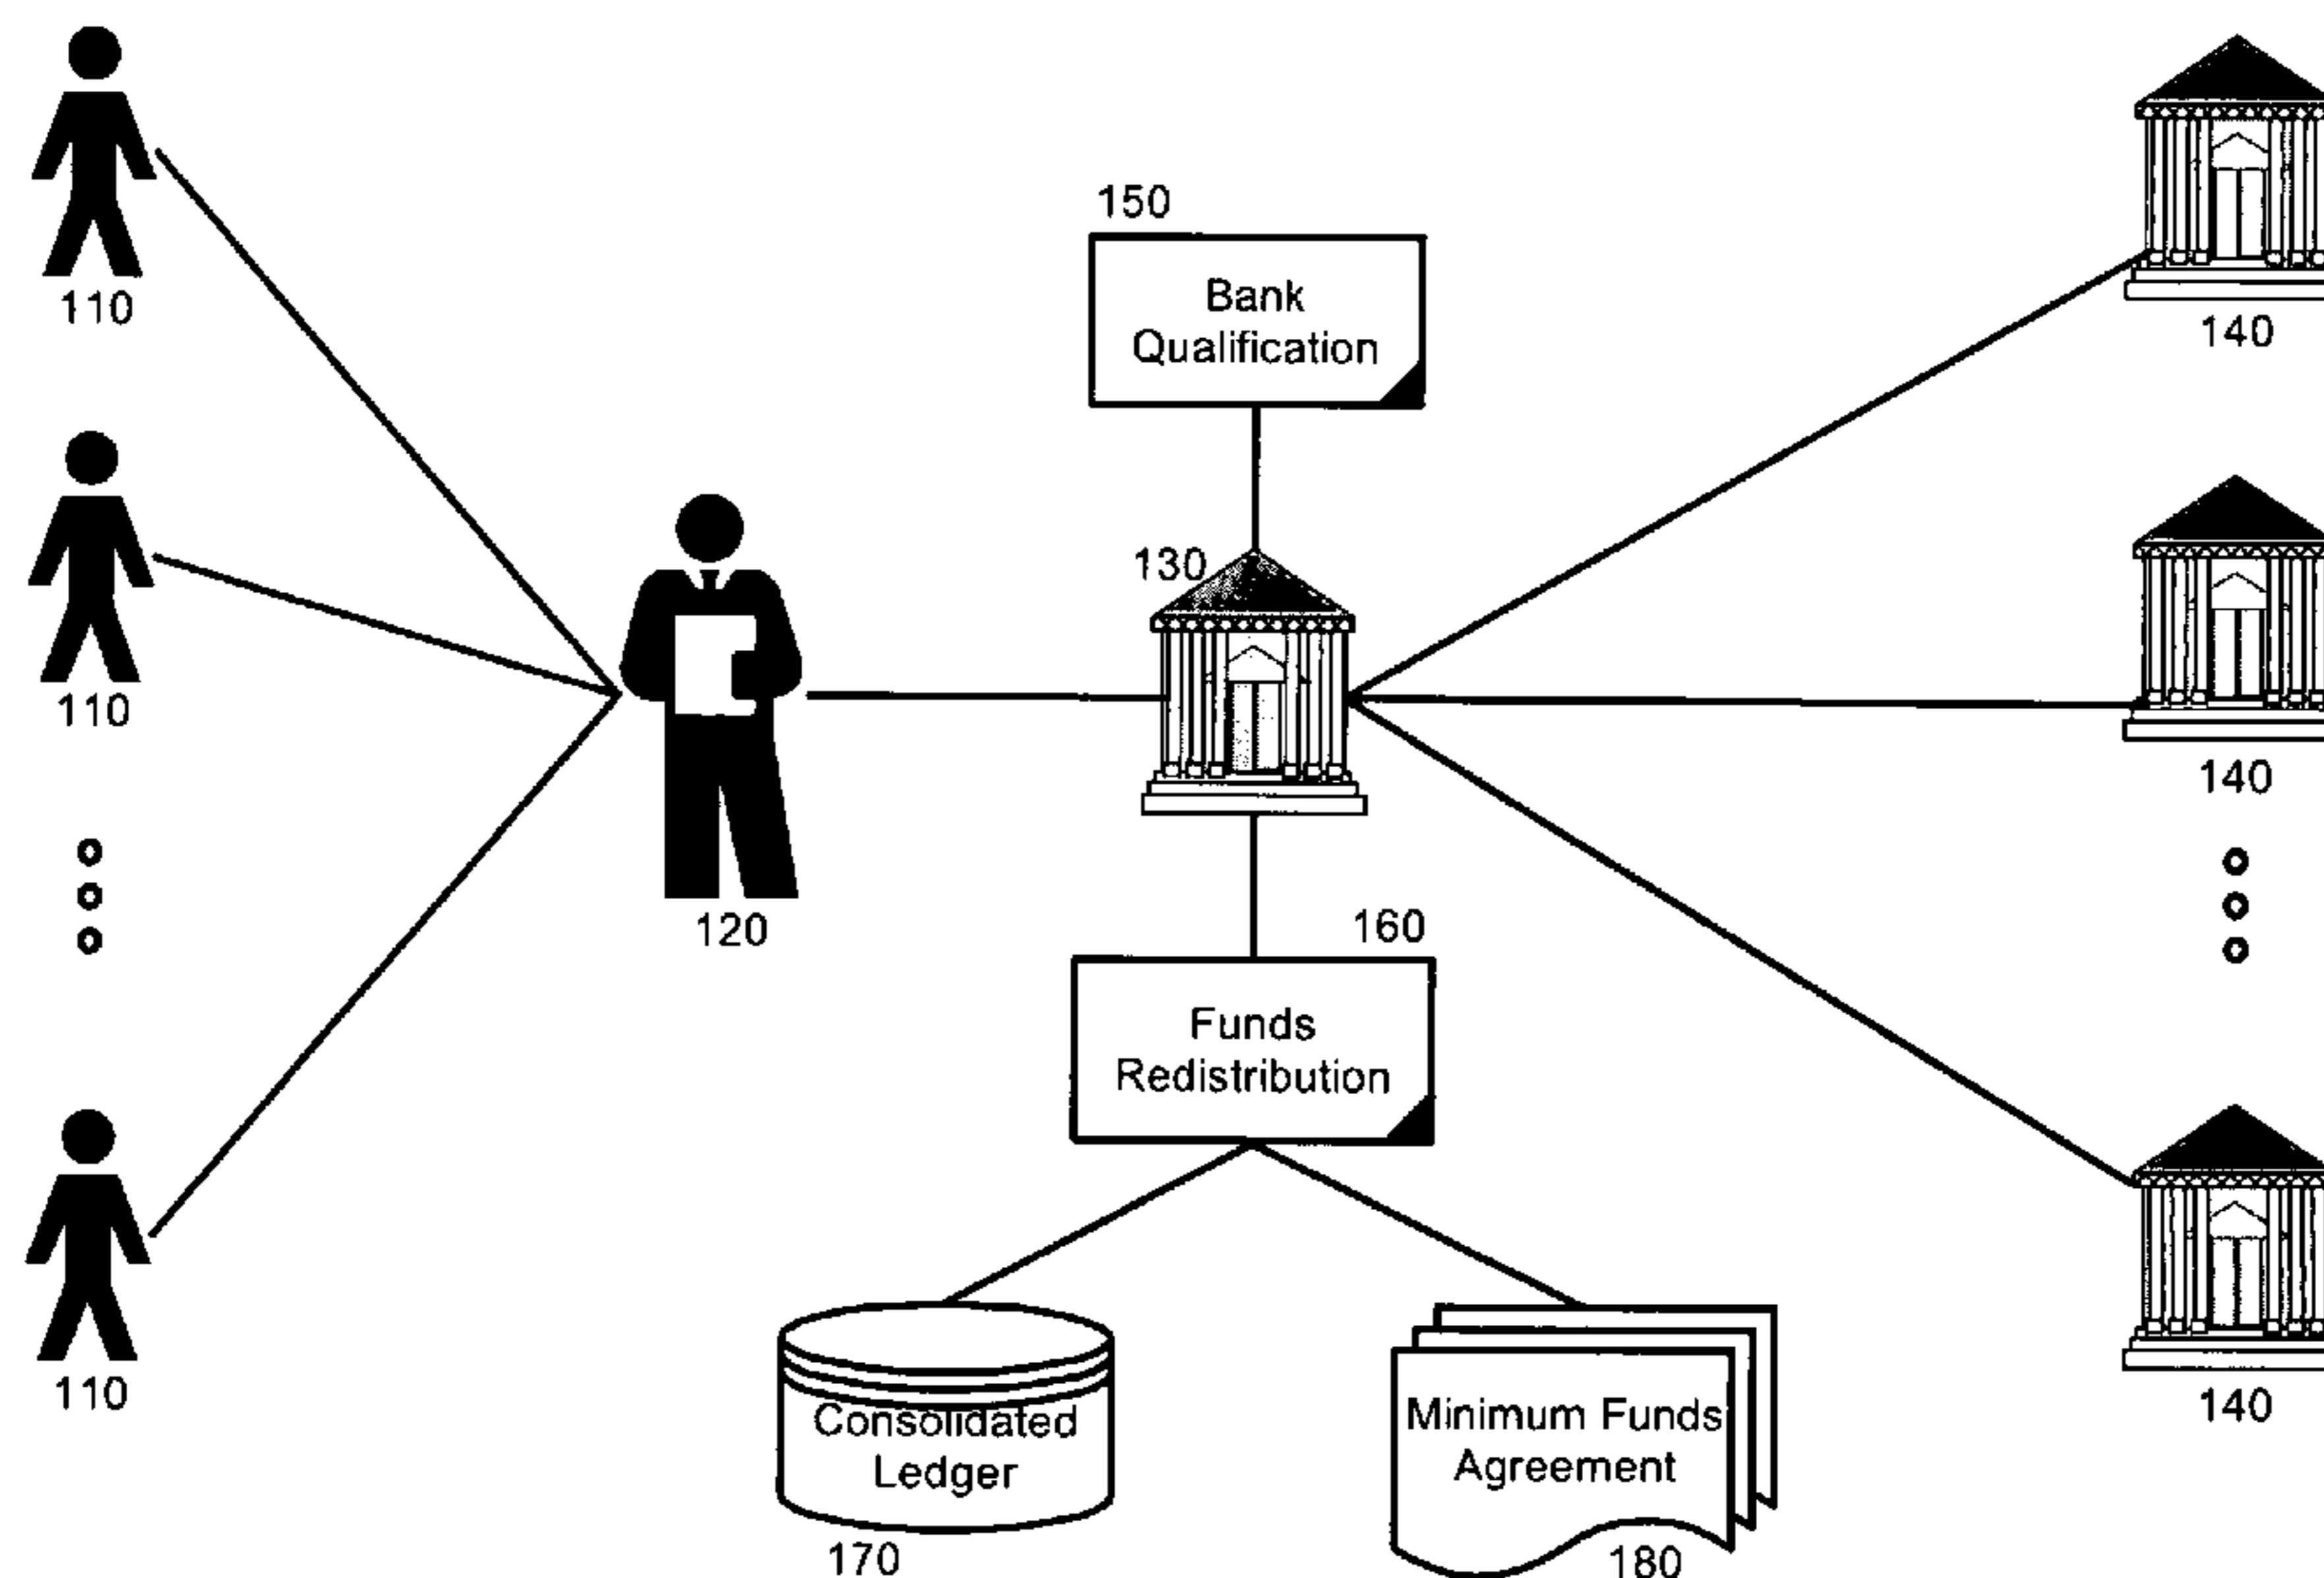 150
Bank
Qualification
110
140
130
110
140
120
160
Funds
Redistribution
110
140
Consolidated
Ledger
Minimum Funds
Agreement
170
180